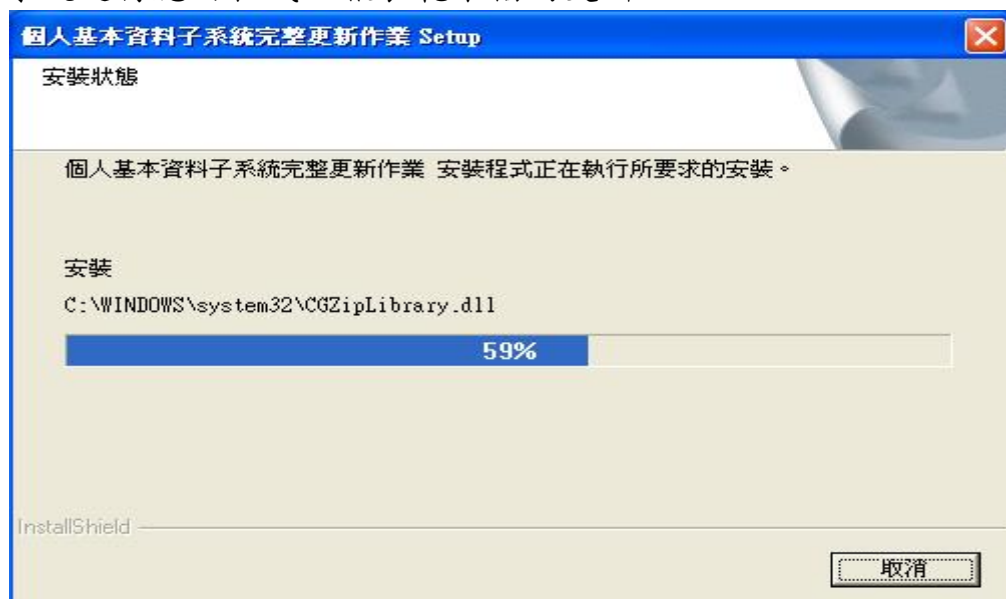 個人基本資料子系統完整更新作業 Setup
安裝狀態
個人基本資料子系統完整更新作業 安裝程式正在執行所要求的安裝。
安裝
C:\WINDOWS\system32\CGZipLibrary.dll
59%
InstallShield
取消